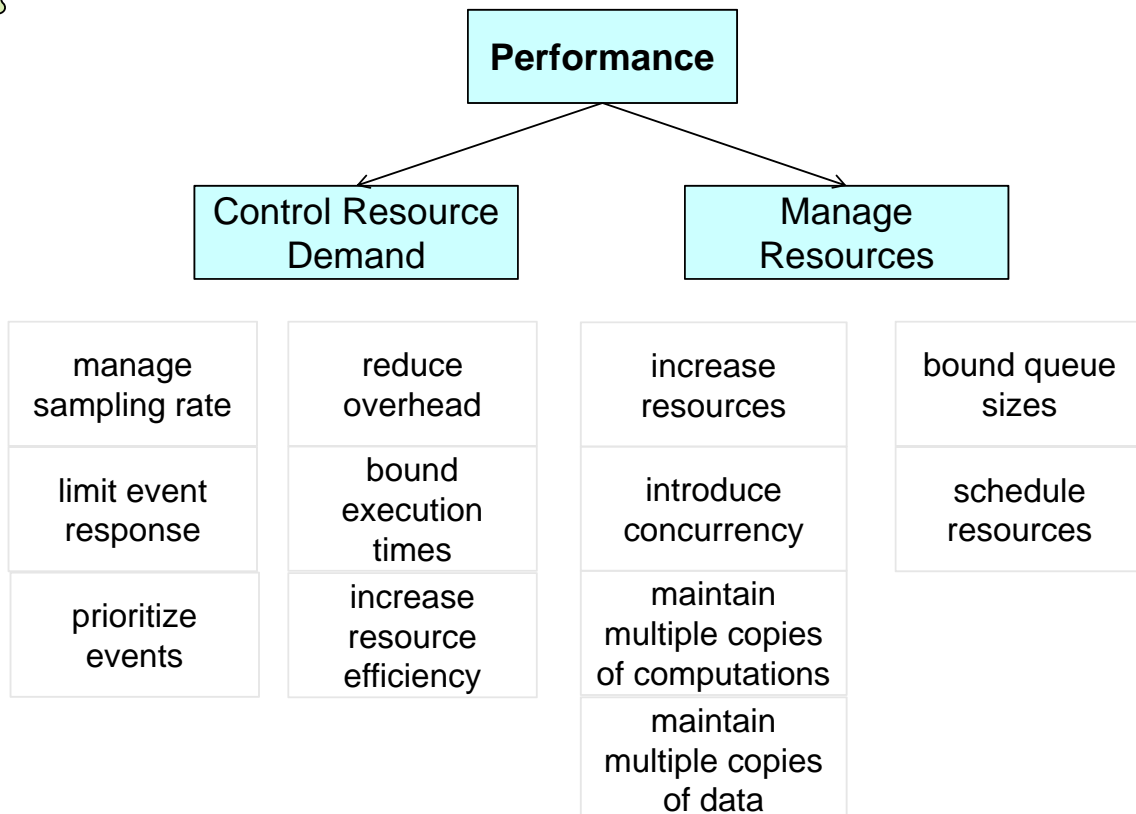 Performance
Control Resource
Demand
Manage
Resources
manage
sampling rate
limit event
response
prioritize
events
reduce
overhead
bound
execution
times
increase
resource
efficiency
increase
resources
introduce
concurrency
maintain
multiple copies
of computations
maintain
multiple copies
of data
bound queue
sizes
schedule
resources